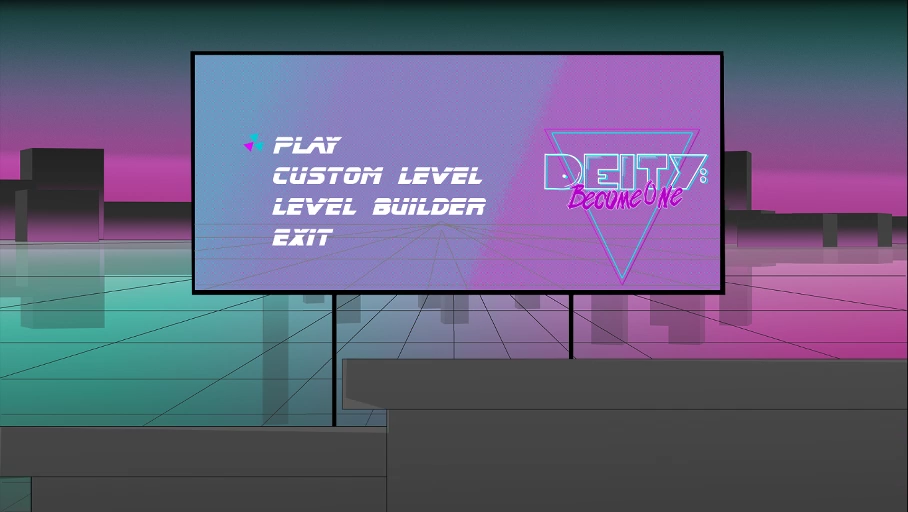 PLAY
CUSTOM LEVEL
LEVEL BUILDER
EXIT
DEITY:
BecomeOne